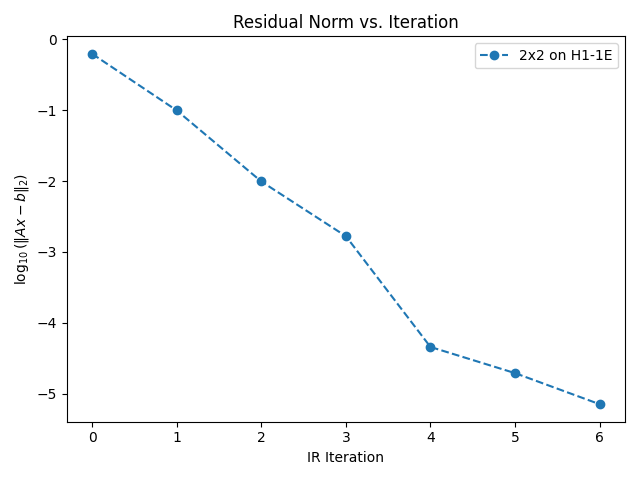 Residual Norm vs. Iteration
2x2 on H1-1E
log₁₀(‖Ax − b‖₂)
0
−1
−2
−3
−4
−5
0 1 2 3 4 5 6
IR Iteration